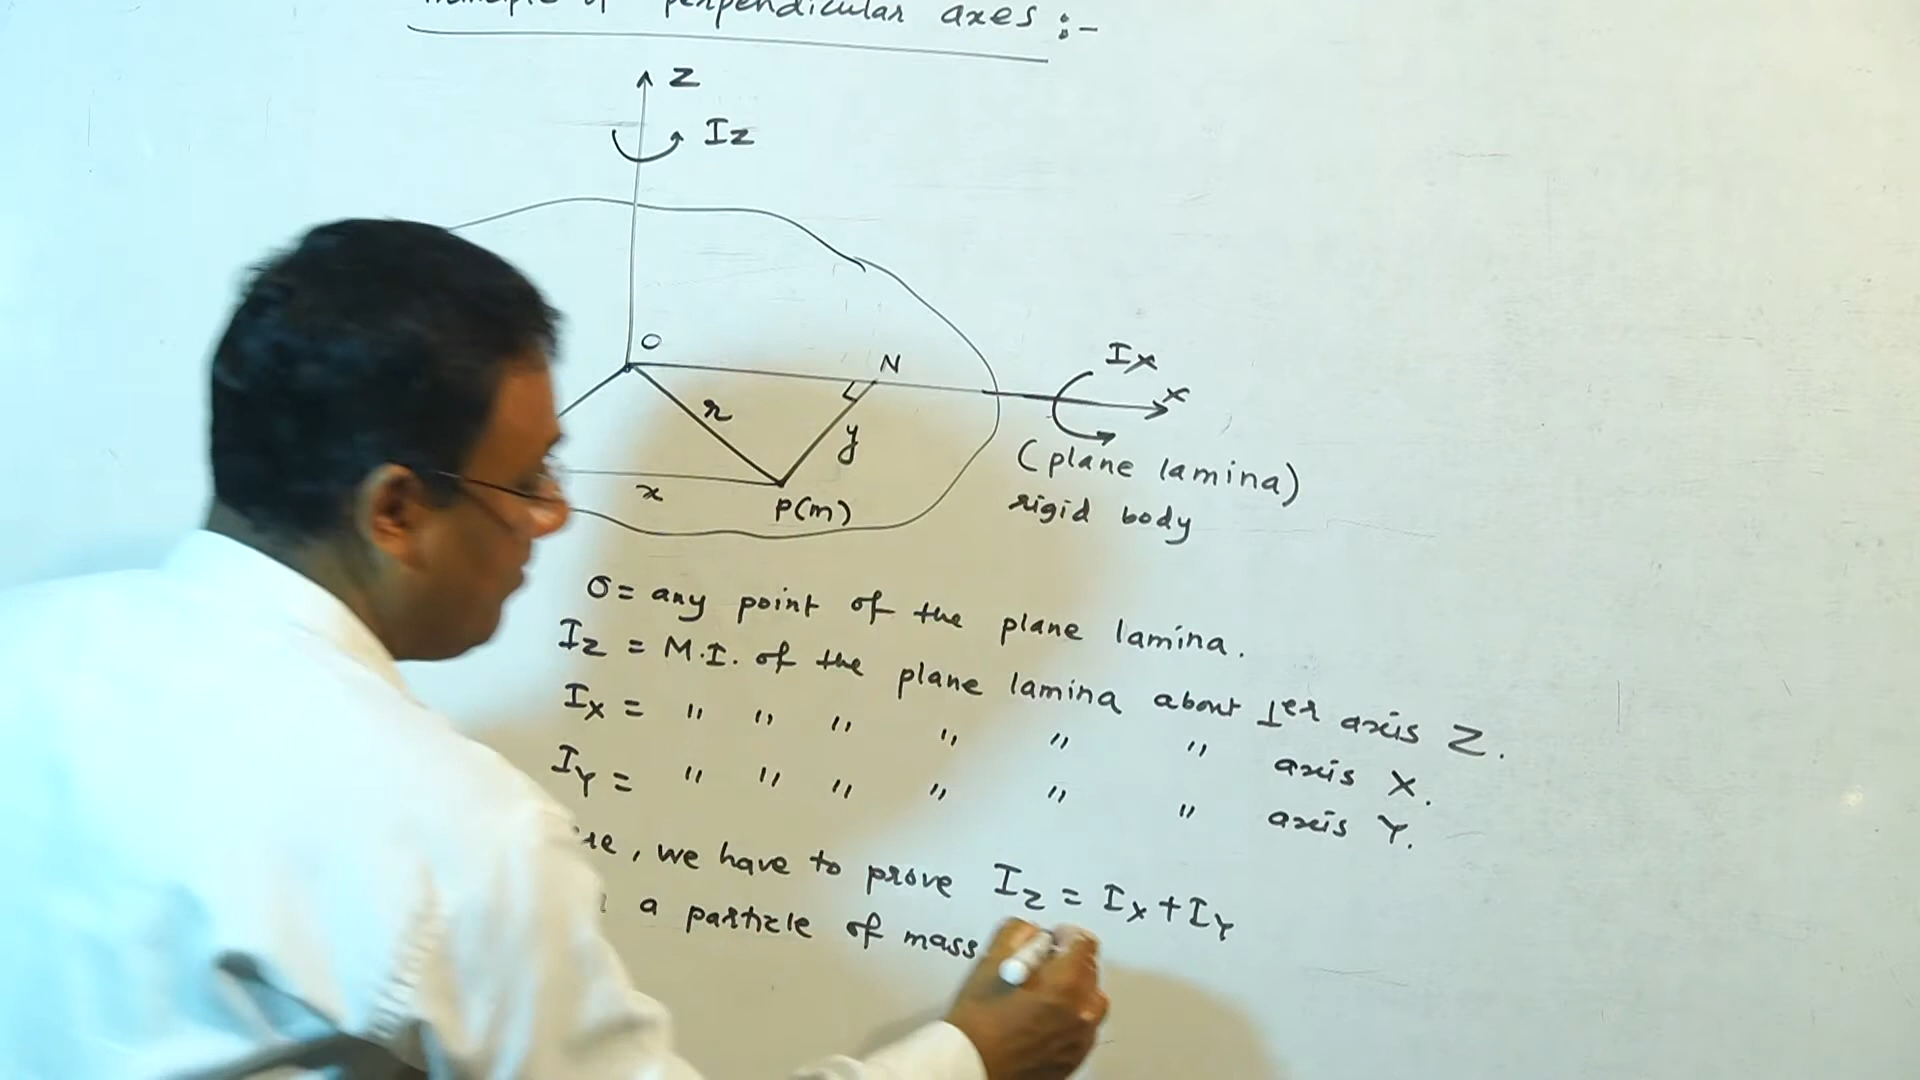 of perpendicular axes :-
Z
Iz
O
N
Ix
x
r
y
(plane lamina)
x
P(m)
rigid body
O = any point of the plane lamina.
Iz = M.I. of the plane lamina about ⊥er axis Z.
Ix = " " " " " " axis X.
IY = " " " " " " axis Y.
, we have to prove Iz = Ix + IY
a particle of mass